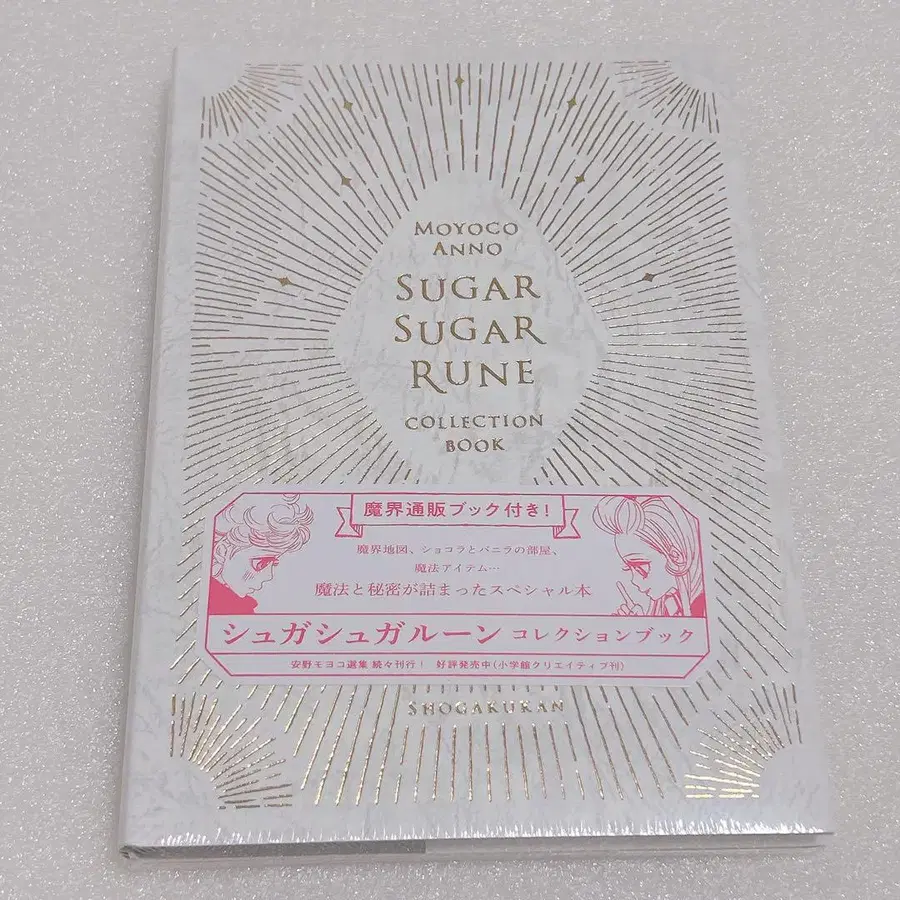 MOYOCO
ANNO
SUGAR
SUGAR
RUNE
COLLECTION
BOOK
魔界通販ブック付き!
魔界地図、ショコラとバニラの部屋、
魔法アイテム…
魔法と秘密が詰まったスペシャル本
シュガシュガルーン コレクションブック
安野モヨコ選集 続々刊行! 好評発売中(小学館クリエイティブ刊)
SHOGAKUKAN